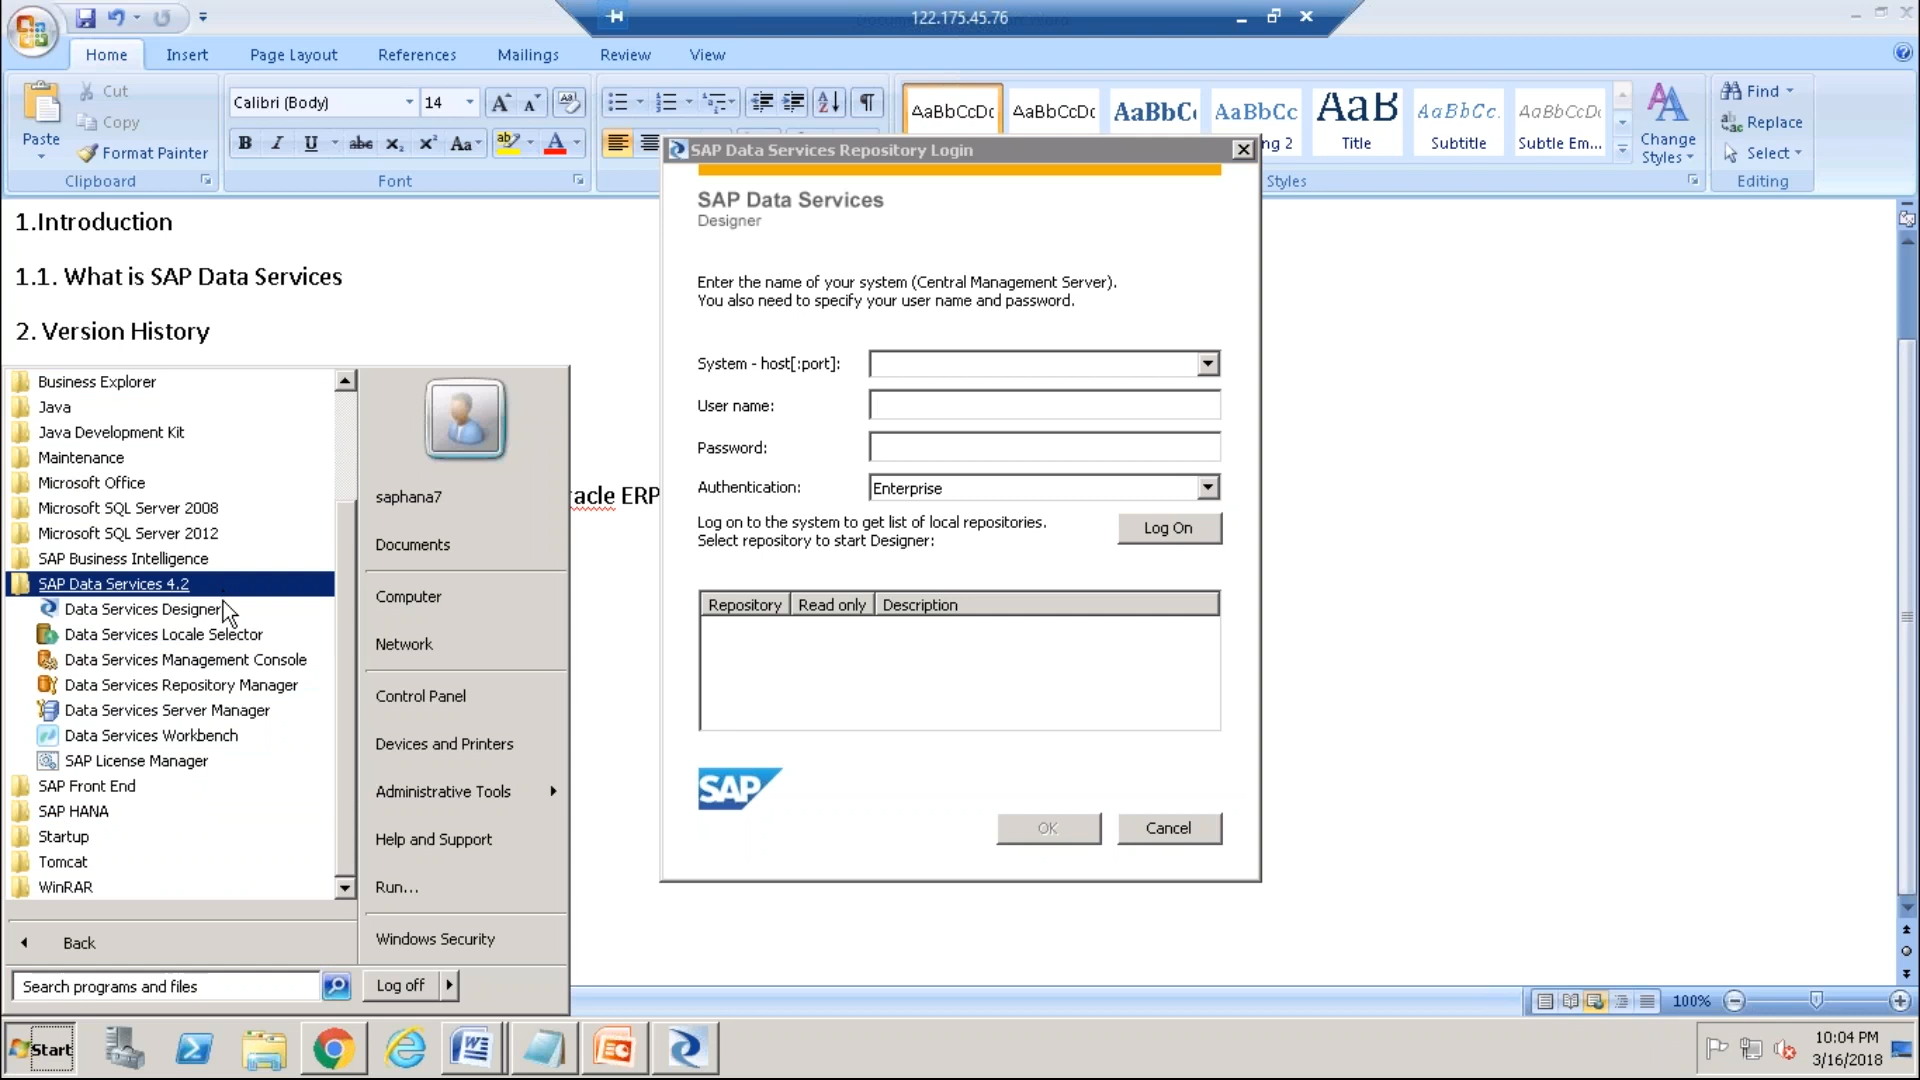 122.175.45.76
Home
Insert
Page Layout
References
Mailings
Review
View
Paste
Cut
Copy
Format Painter
Clipboard
Calibri (Body)
14
Font
AaBbCcDc
AaBbCcDc
AaBbC
AaBbCc
AaB
AaBbCc.
AaBbCcDc
ng 2
Title
Subtitle
Subtle Em...
Styles
Change
Styles
Find
Replace
Select
Editing
1.Introduction
1.1. What is SAP Data Services
2. Version History
acle ERP
Business Explorer
Java
Java Development Kit
Maintenance
Microsoft Office
Microsoft SQL Server 2008
Microsoft SQL Server 2012
SAP Business Intelligence
SAP Data Services 4.2
Data Services Designer
Data Services Locale Selector
Data Services Management Console
Data Services Repository Manager
Data Services Server Manager
Data Services Workbench
SAP License Manager
SAP Front End
SAP HANA
Startup
Tomcat
WinRAR
Back
Search programs and files
saphana7
Documents
Computer
Network
Control Panel
Devices and Printers
Administrative Tools
Help and Support
Run...
Windows Security
Log off
SAP Data Services Repository Login
SAP Data Services
Designer
Enter the name of your system (Central Management Server).
You also need to specify your user name and password.
System - host[:port]:
User name:
Password:
Authentication:
Enterprise
Log on to the system to get list of local repositories.
Select repository to start Designer:
Log On
Repository
Read only
Description
SAP
OK
Cancel
100%
Start
10:04 PM
3/16/2018